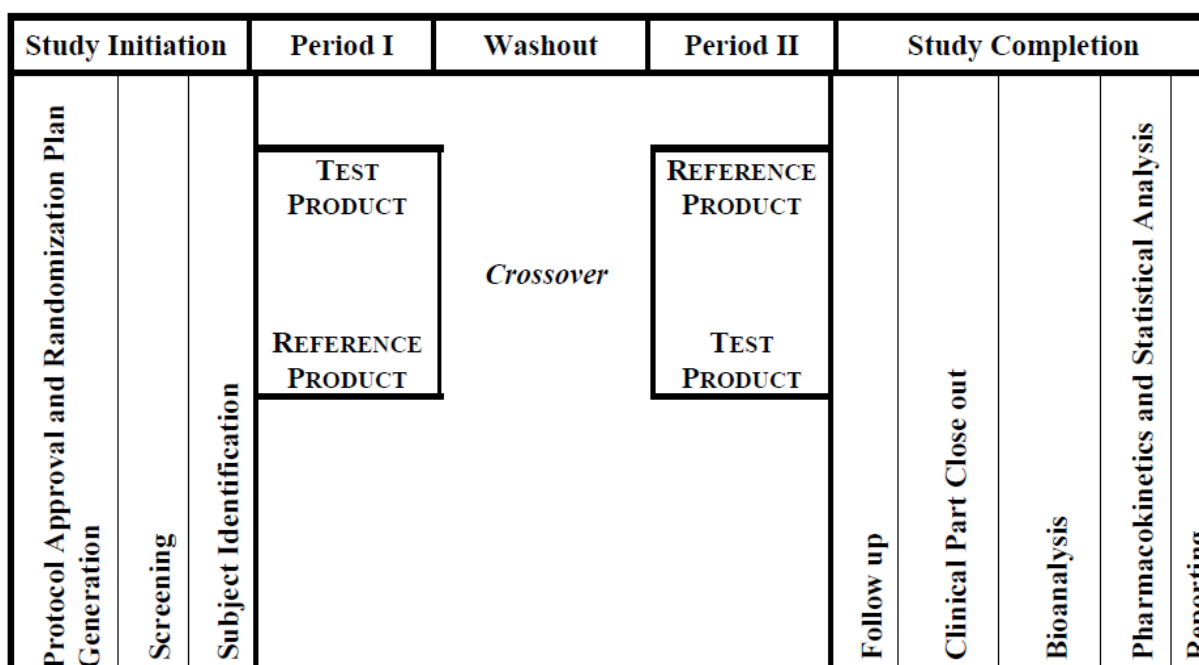 Study Initiation
Period I
Washout
Period II
Study Completion
Protocol Approval and Randomization Plan
Generation
Screening
Subject Identification
TEST
PRODUCT
REFERENCE
PRODUCT
Crossover
REFERENCE
PRODUCT
TEST
PRODUCT
Follow up
Clinical Part Close out
Bioanalysis
Pharmacokinetics and Statistical Analysis
Reporting